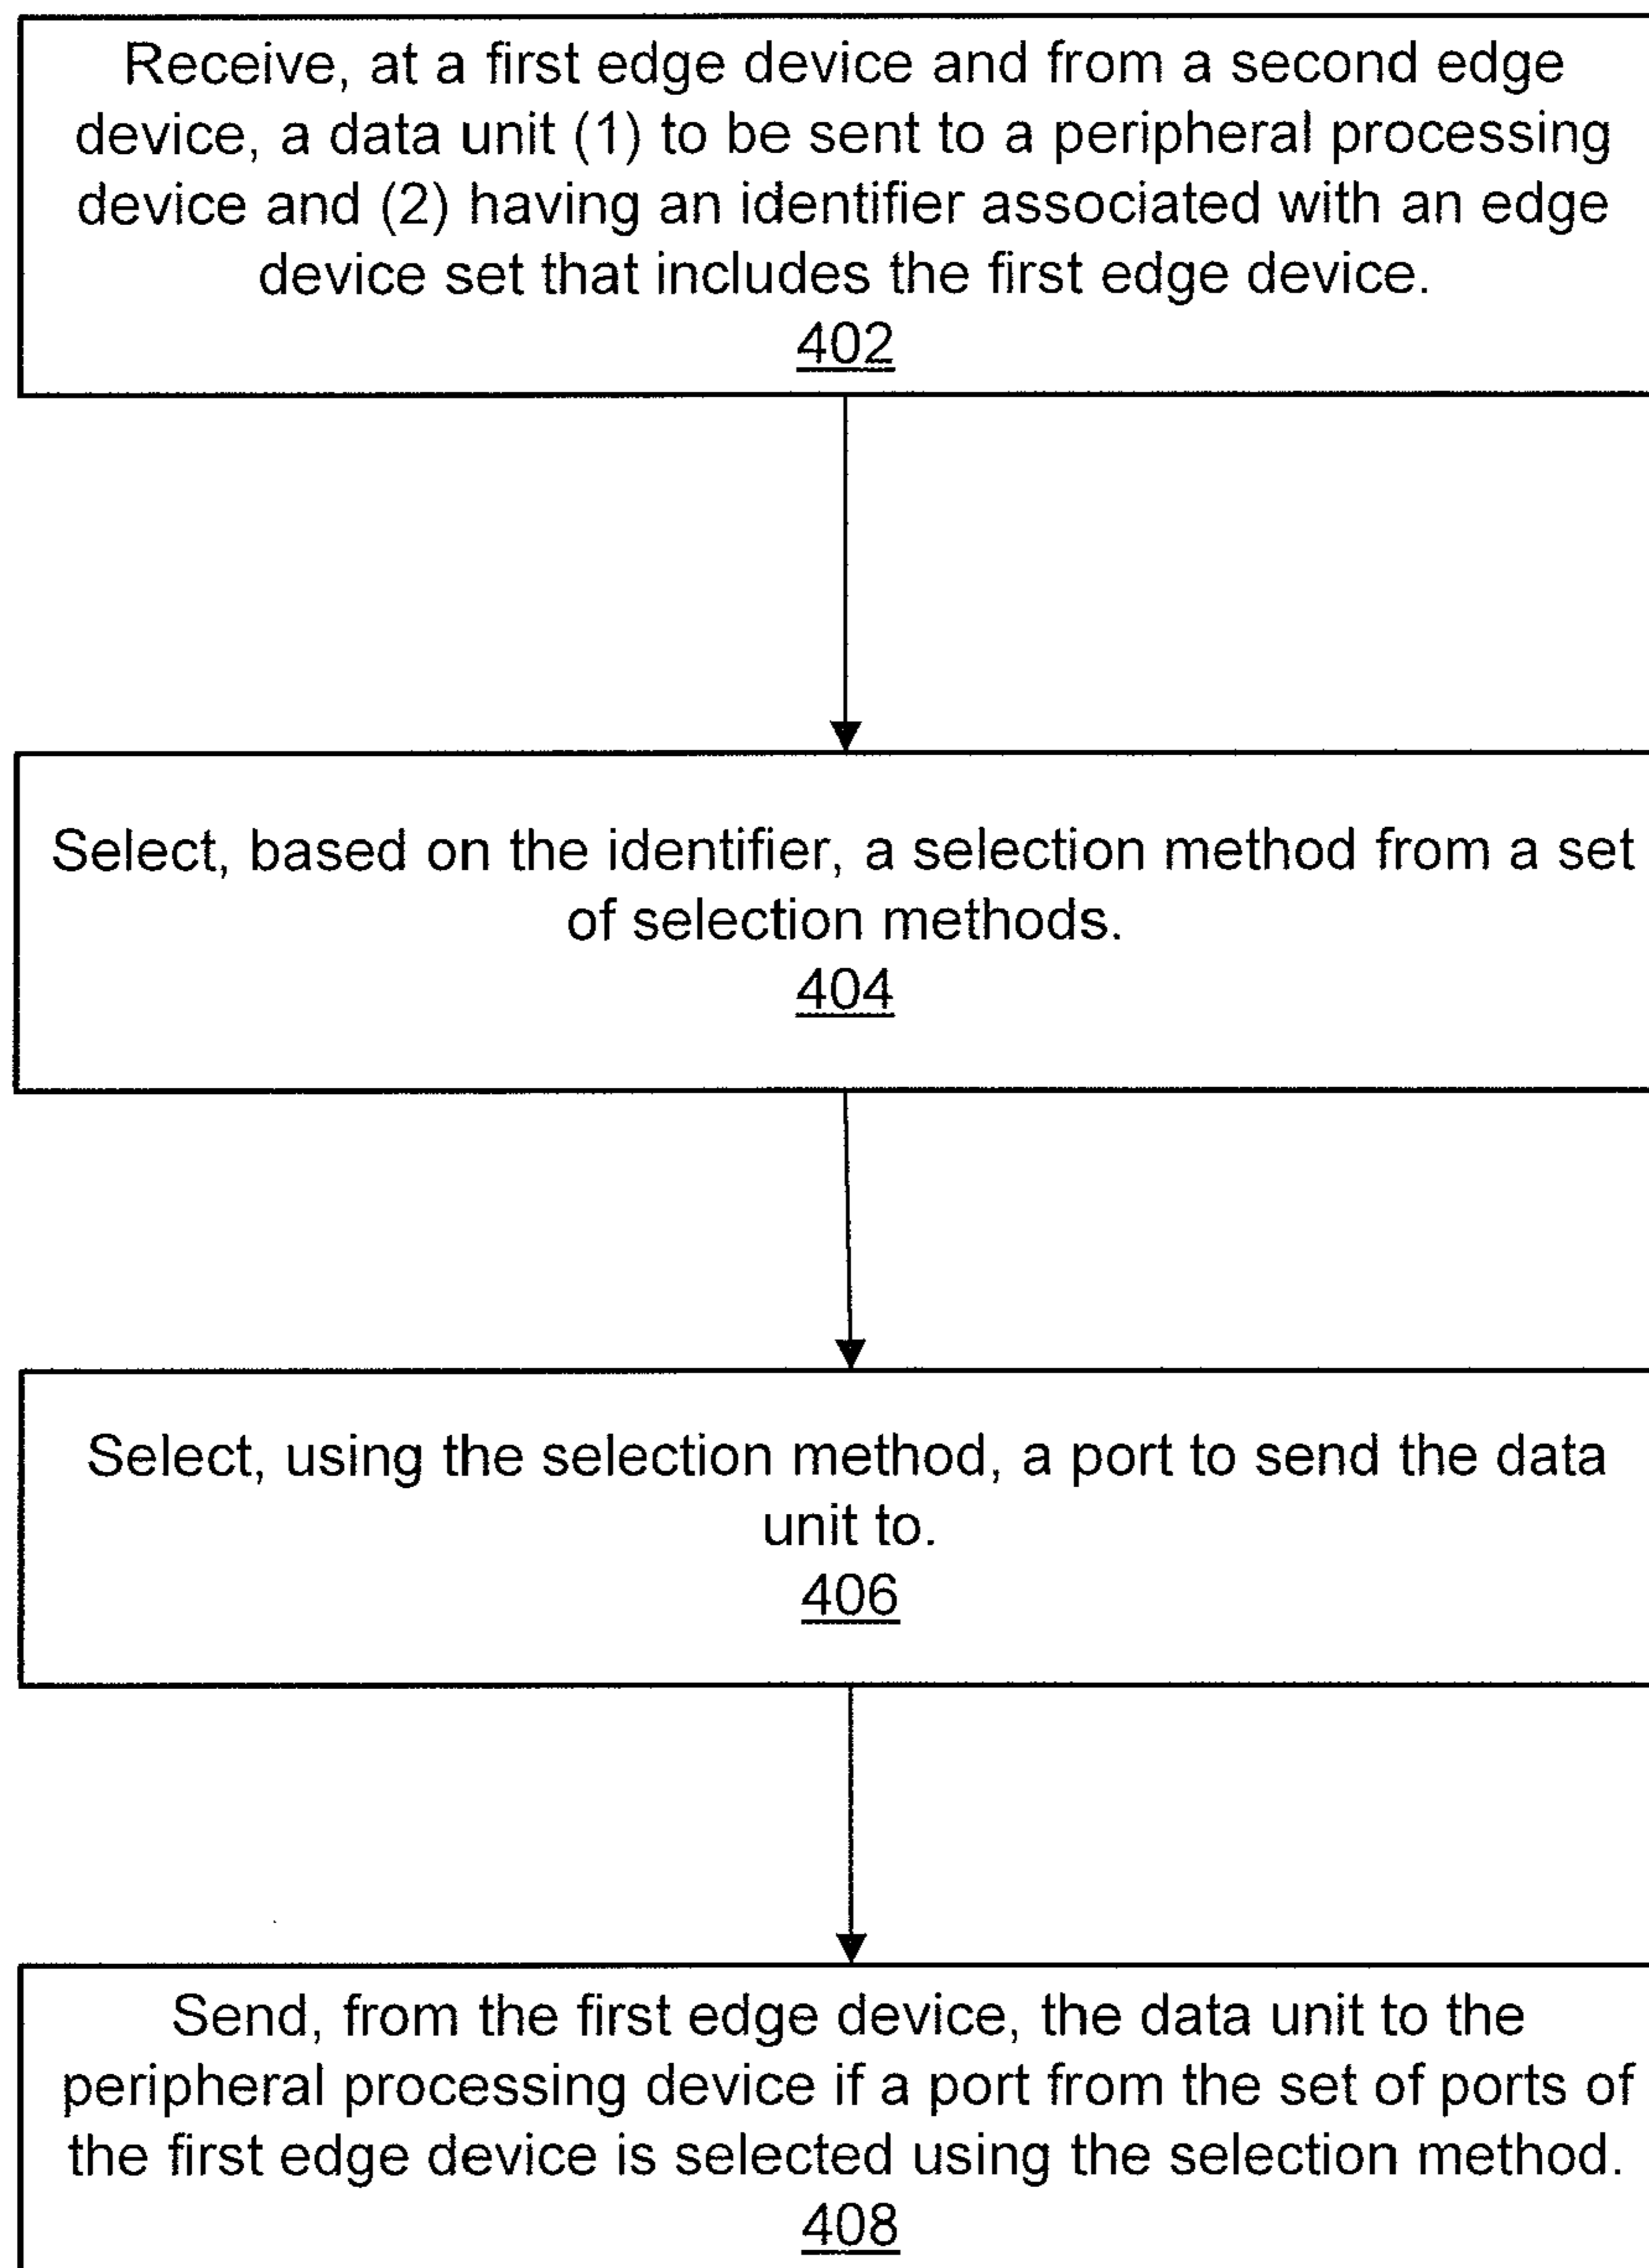 Receive, at a first edge device and from a second edge
device, a data unit (1) to be sent to a peripheral processing
device and (2) having an identifier associated with an edge
device set that includes the first edge device.
402
Select, based on the identifier, a selection method from a set
of selection methods.
404
Select, using the selection method, a port to send the data
unit to.
406
Send, from the first edge device, the data unit to the
peripheral processing device if a port from the set of ports of
the first edge device is selected using the selection method.
408